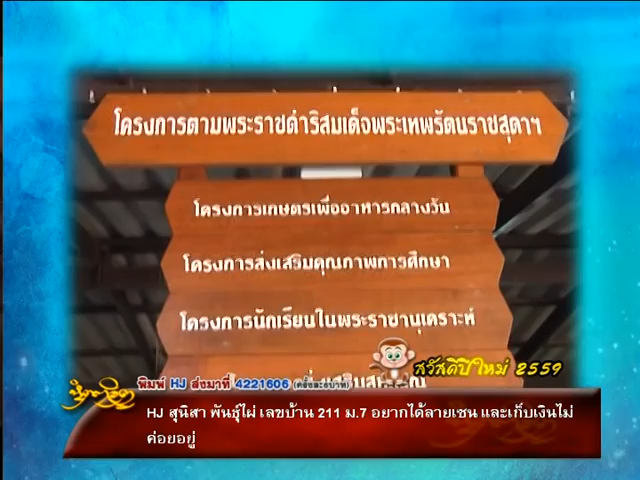 โครงการตามพระราชดำริสมเด็จพระเทพรัตนราชสุดาฯ
โครงการเกษตรเพื่ออาหารกลางวัน
โครงการส่งเสริมคุณภาพการศึกษา
โครงการนักเรียนในพระราชานุเคราะห์
สวัสดีปีใหม่ 2559
พิมพ์ HJ ส่งมาที่ 4221606 (ครั้งละ6บาท)
HJ สุนิสา พันธุ์ไผ่ เลขบ้าน 211 ม.7 อยากได้ลายเซน และเก็บเงินไม่
ค่อยอยู่